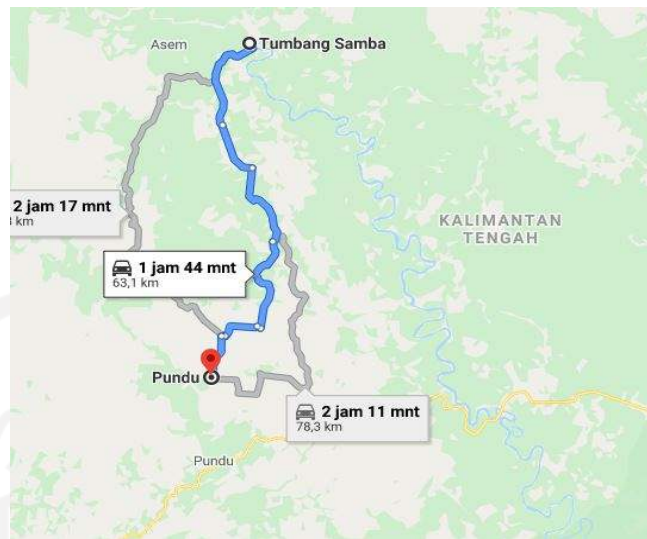 Asem
Tumbang Samba
2 jam 17 mnt
km
KALIMANTAN
TENGAH
1 jam 44 mnt
63,1 km
Pundu
2 jam 11 mnt
78,3 km
Pundu